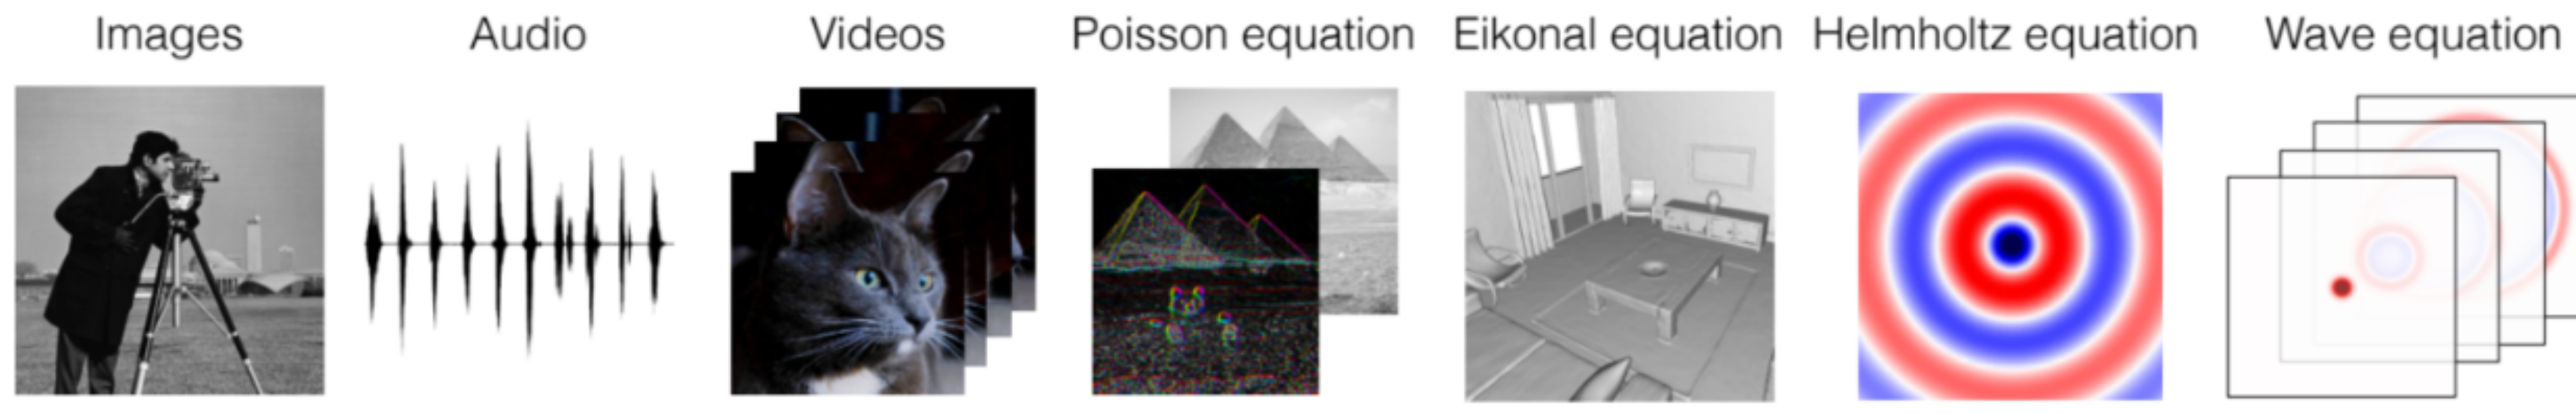 Images
Audio
Videos
Poisson equation
Eikonal equation
Helmholtz equation
Wave equation